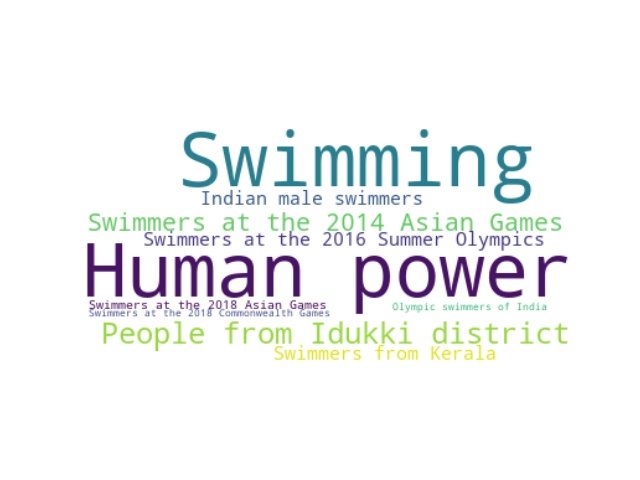 Swimming
Indian male swimmers
Swimmers at the 2014 Asian Games
Swimmers at the 2016 Summer Olympics
Human power
Swimmers at the 2018 Asian Games
Olympic swimmers of India
Swimmers at the 2018 Commonwealth Games
People from Idukki district
Swimmers from Kerala